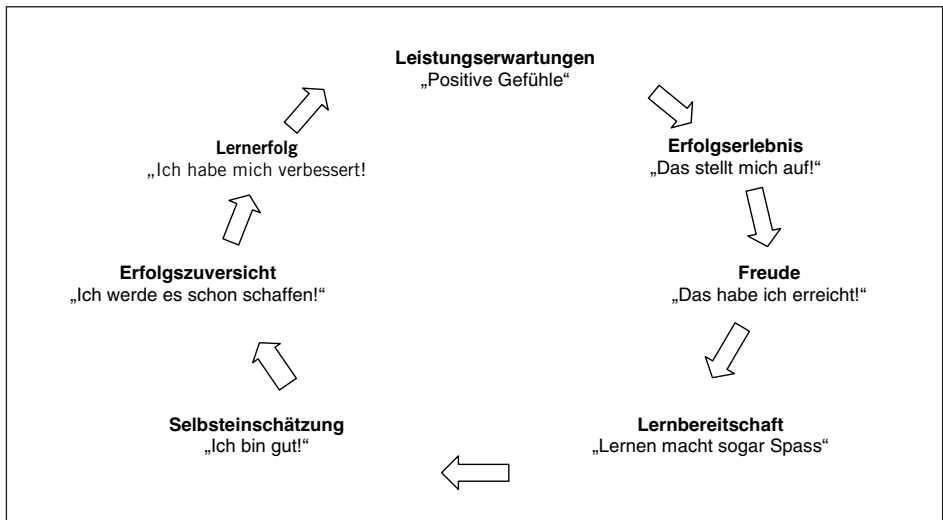 Leistungserwartungen
„Positive Gefühle“
Erfolgserlebnis
„Das stellt mich auf!“
Freude
„Das habe ich erreicht!“
Lernbereitschaft
„Lernen macht sogar Spass“
Selbsteinschätzung
„Ich bin gut!“
Erfolgszuversicht
„Ich werde es schon schaffen!“
Lernerfolg
„Ich habe mich verbessert!